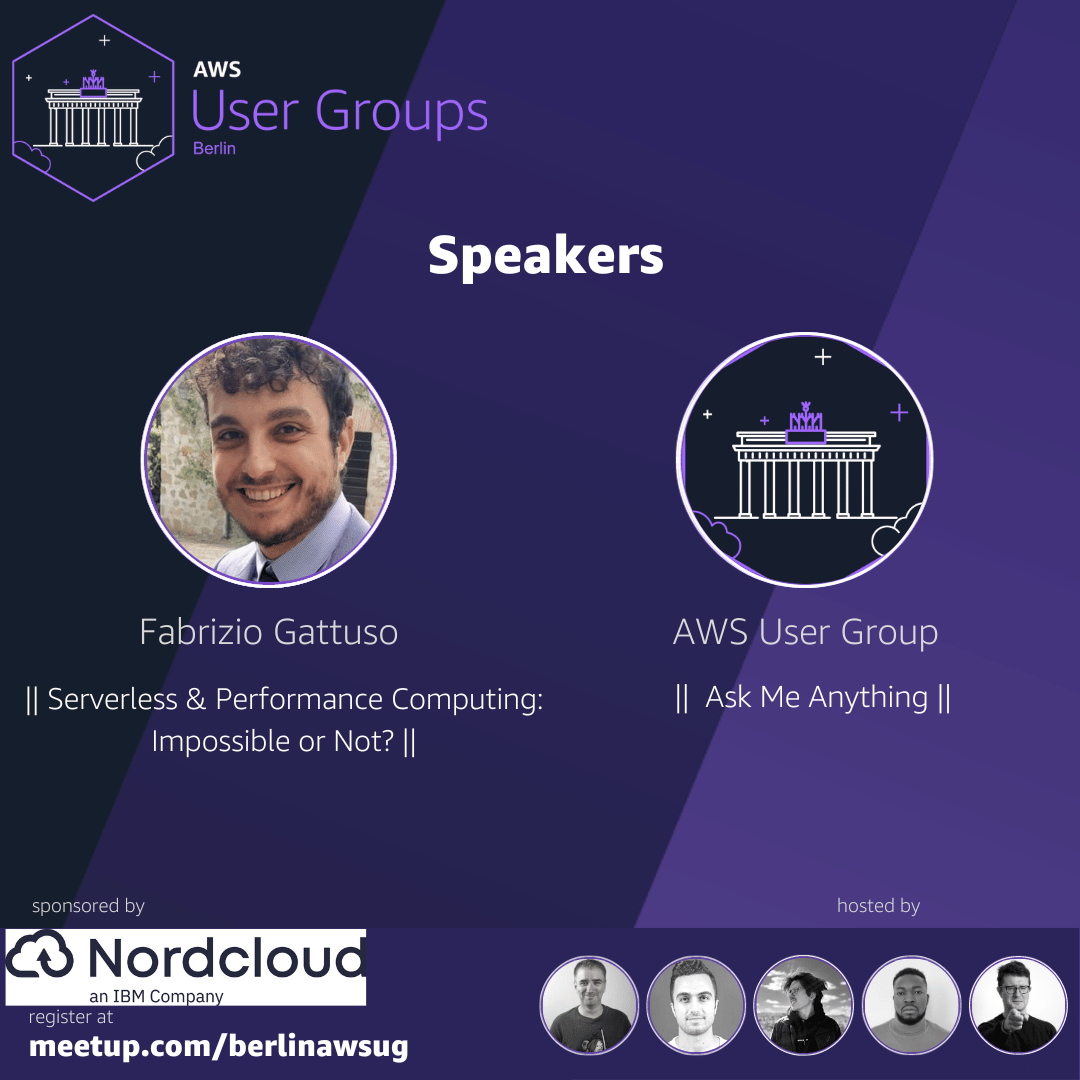 AWS
User Groups
Berlin
Speakers
Fabrizio Gattuso
|| Serverless & Performance Computing:
Impossible or Not? ||
AWS User Group
|| Ask Me Anything ||
sponsored by
Nordcloud
an IBM Company
register at
meetup.com/berlinawsug
hosted by